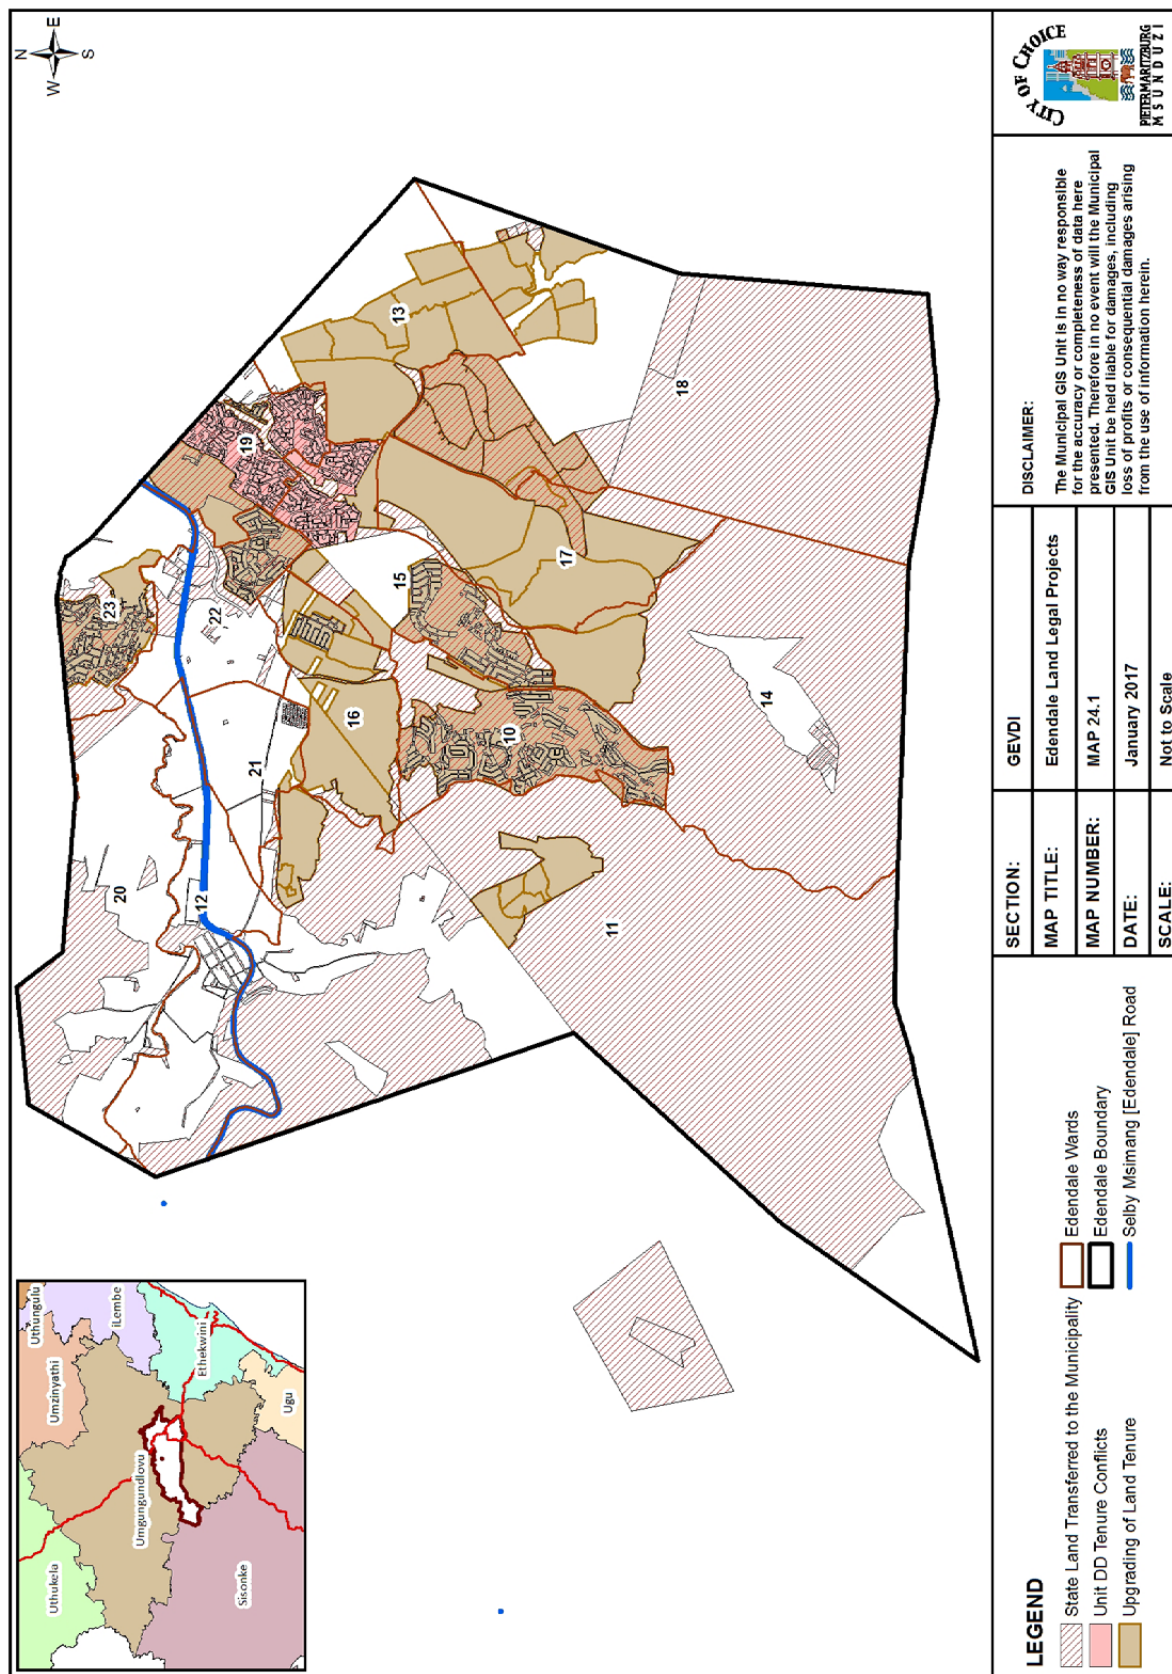 N
W
E
S
Uthukela
Umzinyathi
Uthungulu
iLembe
Umgungundlovu
Ethekwini
Ugu
Sisonke
23
22
20
12
21
19
13
16
15
10
17
18
14
11
LEGEND
State Land Transferred to the Municipality
Unit DD Tenure Conflicts
Upgrading of Land Tenure
Edendale Wards
Edendale Boundary
Selby Msimang [Edendale] Road
SECTION: GEVDI
MAP TITLE: Edendale Land Legal Projects
MAP NUMBER: MAP 24.1
DATE: January 2017
SCALE: Not to Scale
DISCLAIMER:
The Municipal GIS Unit is in no way responsible
for the accuracy or completeness of data here
presented. Therefore in no event will the Municipal
GIS Unit be held liable for damages, including
loss of profits or consequential damages arising
from the use of information herein.
CITY OF CHOICE
PIETERMARITZBURG
MSUNDUZI